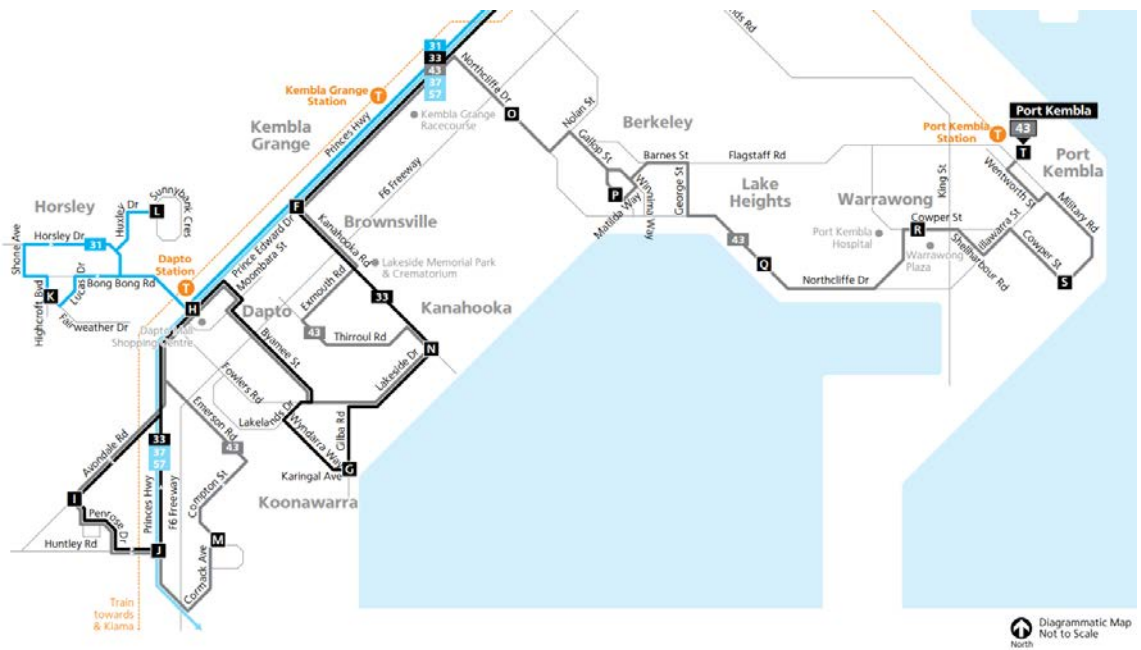 31
33
43
37
57
nds Rd
Northcliffe Dr
Kembla Grange
Station
T
Princes Hwy
Kembla Grange
Racecourse
O
Nolan St
Berkeley
Kembla
Grange
F6 Freeway
Gallop St
Barnes St
Flagstaff Rd
Port Kembla
Station
T
Port Kembla
43
T
Port
Kembla
P
Matilda Way
Winnima Way
George St
Lake
Heights
King St
Wentworth St
Military Rd
Horsley
Huxley Dr
L
Sunnybank Cres
Shone Ave
Horsley Dr
31
F
Brownsville
Kanahooka Rd
Prince Edward Dr
Moombara St
Warrawong
Cowper St
R
Port Kembla
Hospital
Warrawong
Plaza
Shellharbour Rd
Illawarra St
Cowper St
S
43
Q
Northcliffe Dr
Dapto
Station
T
Lakeside Memorial Park
& Crematorium
K
Lucas Dr
Bong Bong Rd
Highcroft Bvd
Fairweather Dr
H
Dapto
Exmouth Rd
33
Kanahooka
Dapto Mall
Shopping Centre
43
Thirroul Rd
N
Byamee St
Fowlers Rd
Lakeside Dr
Emerson Rd
Lakelands Dr
Wyndarra Way
Gilba Rd
Avondale Rd
33
37
57
43
Karingal Ave
G
Koonawarra
Princes Hwy
F6 Freeway
Compton St
I
Penrose Dr
Huntley Rd
J
M
Cormack Ave
Train
towards
& Kiama
North
Diagrammatic Map
Not to Scale